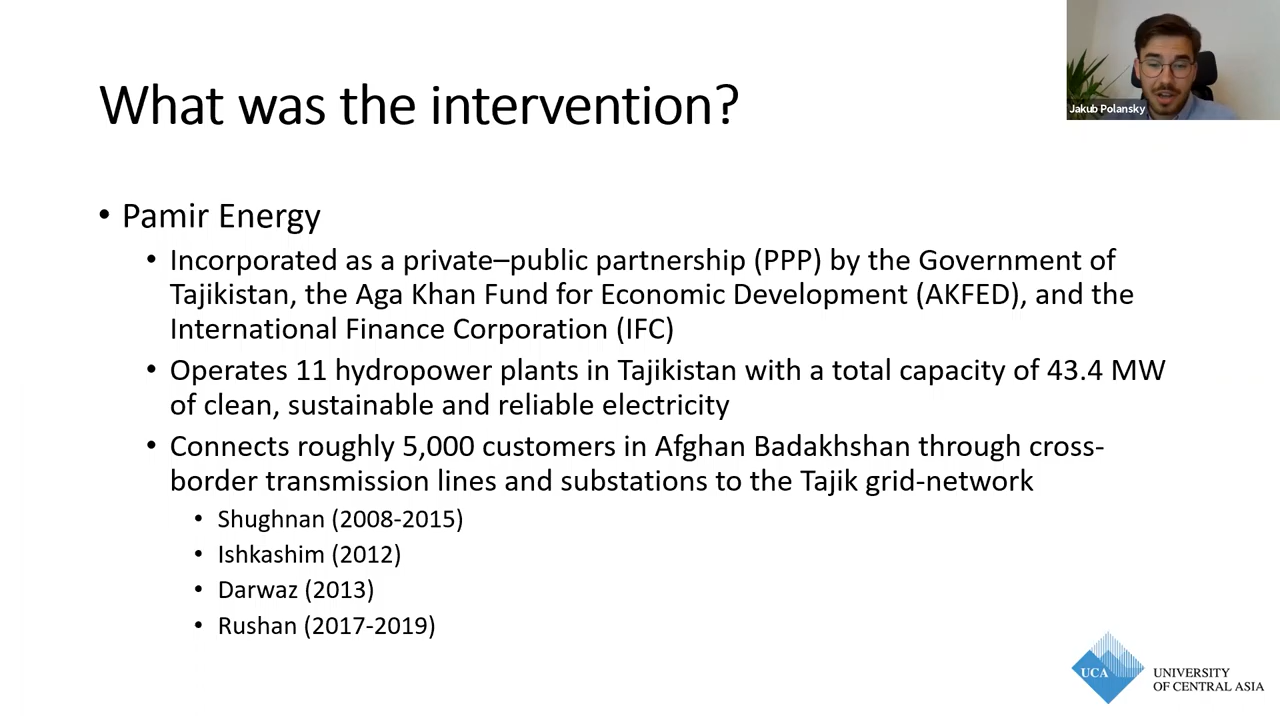 What was the intervention?
Jakub Polansky
• Pamir Energy
• Incorporated as a private–public partnership (PPP) by the Government of
Tajikistan, the Aga Khan Fund for Economic Development (AKFED), and the
International Finance Corporation (IFC)
• Operates 11 hydropower plants in Tajikistan with a total capacity of 43.4 MW
of clean, sustainable and reliable electricity
• Connects roughly 5,000 customers in Afghan Badakhshan through cross-
border transmission lines and substations to the Tajik grid-network
• Shughnan (2008-2015)
• Ishkashim (2012)
• Darwaz (2013)
• Rushan (2017-2019)
UCA
UNIVERSITY
OF CENTRAL ASIA